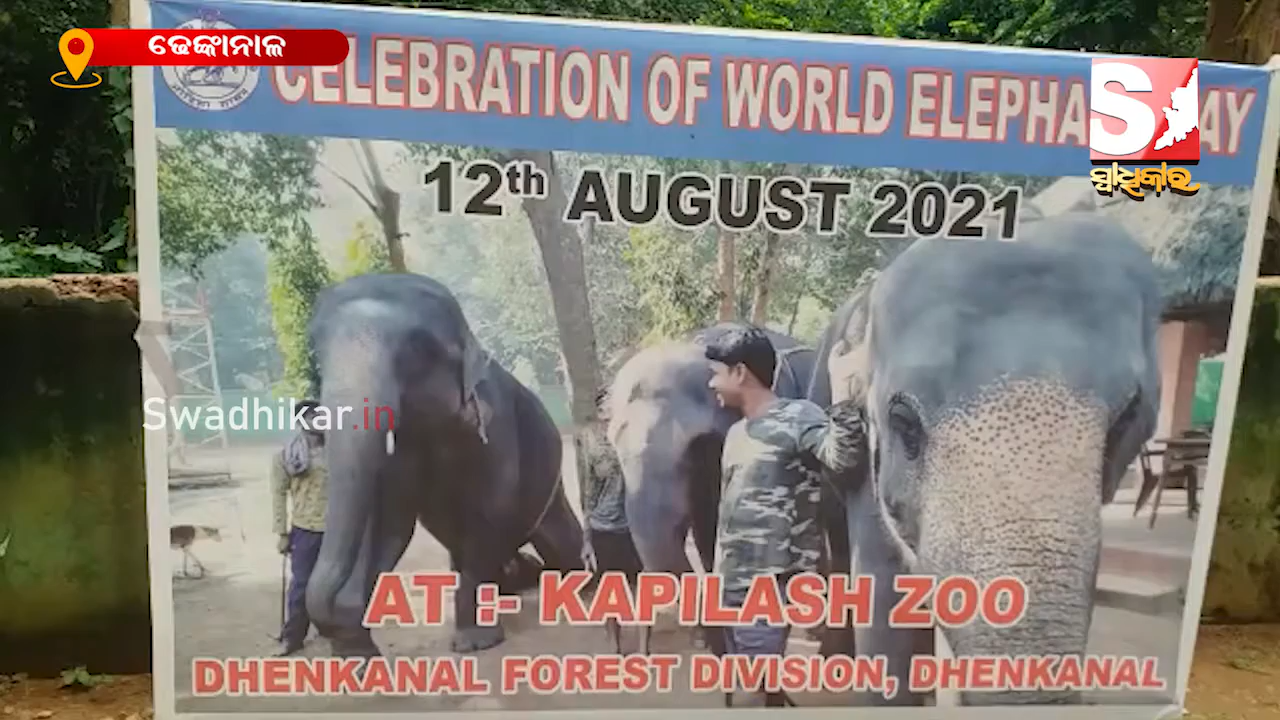 ଢେଙ୍କାନାଳ
CELEBRATION OF WORLD ELEPHA AY
S
ସ୍ୱାଧିକାର
12th AUGUST 2021
Swadhikar.in
AT :- KAPILASH ZOO
DHENKANAL FOREST DIVISION, DHENKANAL